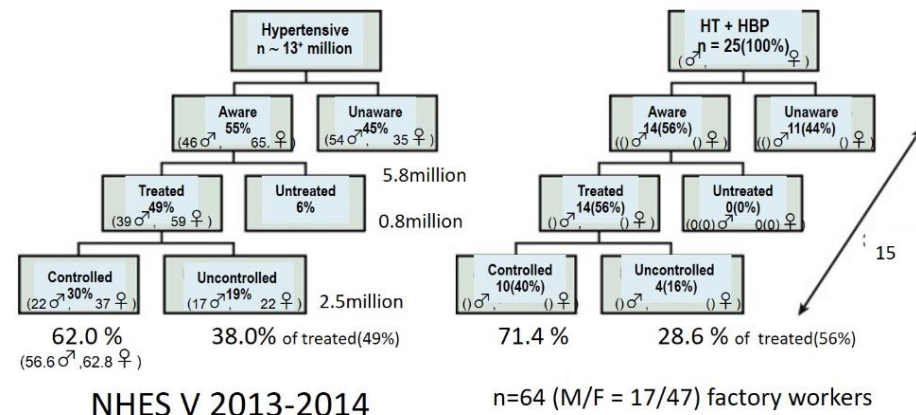 Hypertensive
n ~ 13⁺ million
Aware
55%
(46 ♂, 65. ♀)
Unaware
45%
(54 ♂ 35 ♀)
5.8million
Treated
49%
(39 ♂, 59 ♀)
Untreated
6%
0.8million
Controlled
30%
(22 ♂, 37 ♀)
Uncontrolled
19%
(17 ♂, 22 ♀)
2.5million
62.0 %
(56.6 ♂,62.8 ♀)
38.0% of treated(49%)
NHES V 2013-2014
HT + HBP
n = 25(100%)
(♂, ♀)
Aware
14(56%)
(() ♂, () ♀)
Unaware
11(44%)
(() ♂, () ♀)
Treated
14(56%)
() ♂, () ♀)
Untreated
0(0%)
(0(0) ♂ 0(0) ♀)
15
Controlled
10(40%)
() ♂, () ♀)
Uncontrolled
4(16%)
() ♂, () ♀)
71.4 %
28.6 % of treated(56%)
n=64 (M/F = 17/47) factory workers